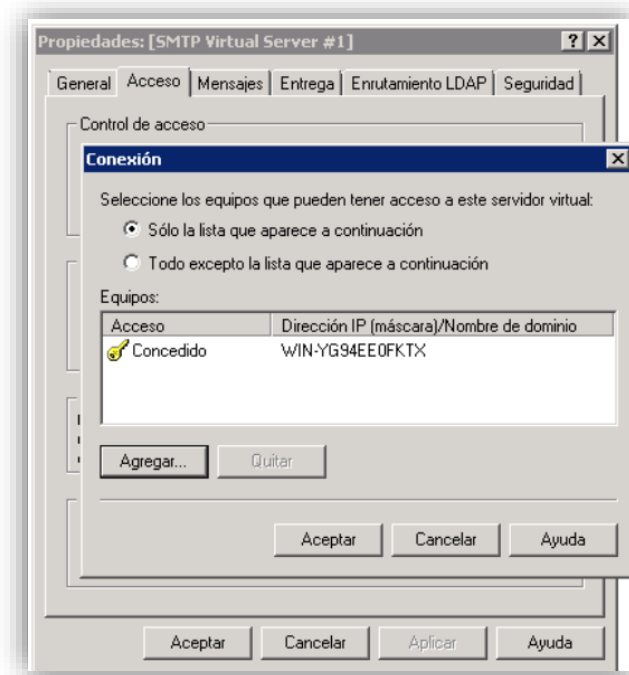 Propiedades: [SMTP Virtual Server #1]
General Acceso Mensajes Entrega Enrutamiento LDAP Seguridad
Control de acceso
Conexión
Seleccione los equipos que pueden tener acceso a este servidor virtual:
Sólo la lista que aparece a continuación
Todo excepto la lista que aparece a continuación
Equipos:
Acceso Dirección IP (máscara)/Nombre de dominio
Concedido WIN-YG94EE0FKTX
Agregar... Quitar
Aceptar Cancelar Ayuda
Aceptar Cancelar Aplicar Ayuda